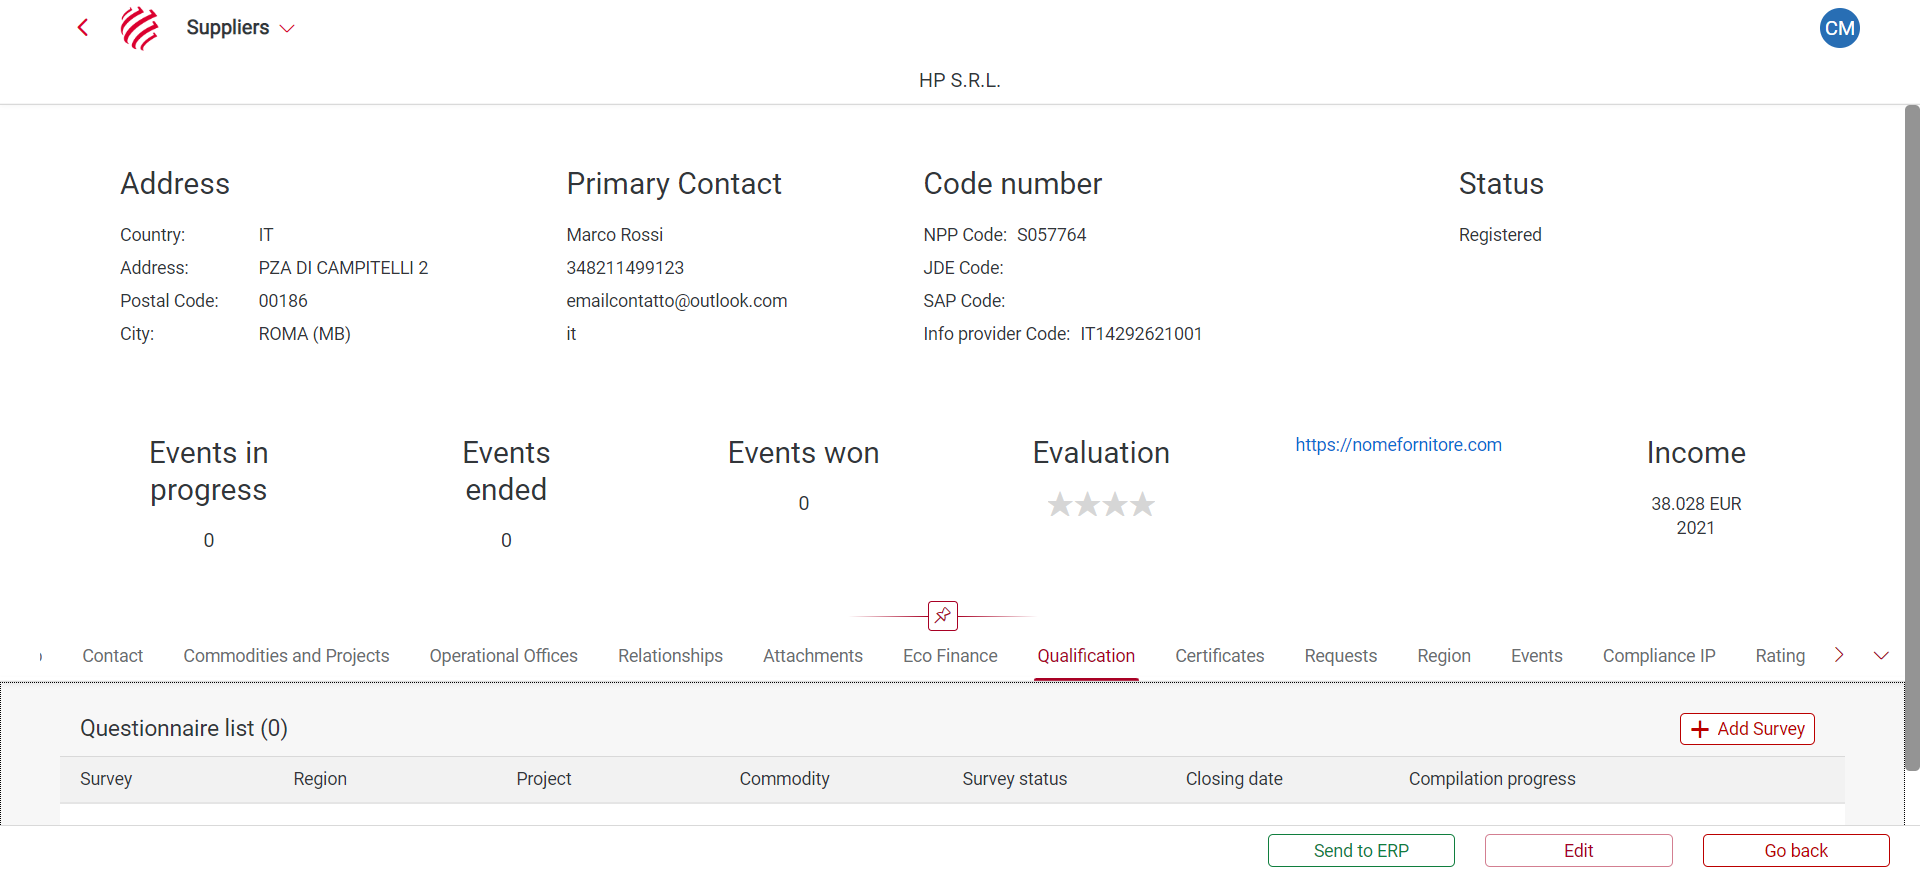 Suppliers
CM
HP S.R.L.
Address
Country: IT
Address: PZA DI CAMPITELLI 2
Postal Code: 00186
City: ROMA (MB)
Primary Contact
Marco Rossi
348211499123
emailcontatto@outlook.com
it
Code number
NPP Code: S057764
JDE Code:
SAP Code:
Info provider Code: IT14292621001
Status
Registered
Events in
progress
0
Events
ended
0
Events won
0
Evaluation
https://nomefornitore.com
Income
38.028 EUR
2021
Contact Commodities and Projects Operational Offices Relationships Attachments Eco Finance Qualification Certificates Requests Region Events Compliance IP Rating
Questionnaire list (0)
Add Survey
Survey Region Project Commodity Survey status Closing date Compilation progress
Send to ERP Edit Go back